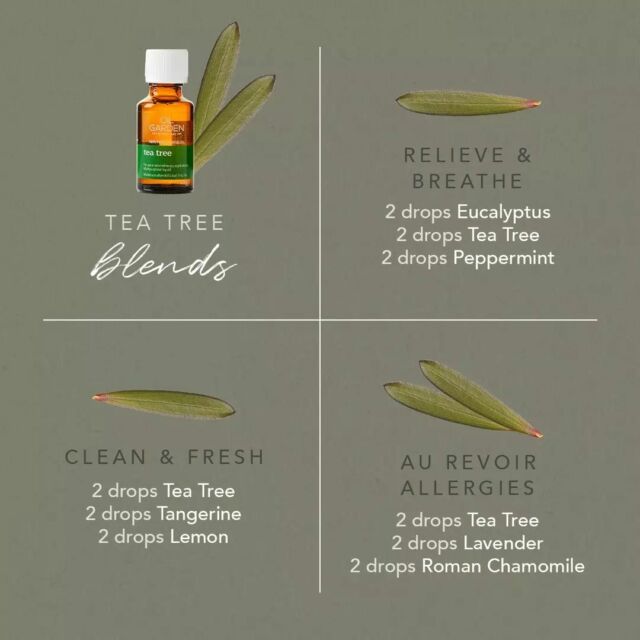 OIL
GARDEN
tea tree
TEA TREE
blends
RELIEVE &
BREATHE
2 drops Eucalyptus
2 drops Tea Tree
2 drops Peppermint
CLEAN & FRESH
2 drops Tea Tree
2 drops Tangerine
2 drops Lemon
AU REVOIR
ALLERGIES
2 drops Tea Tree
2 drops Lavender
2 drops Roman Chamomile